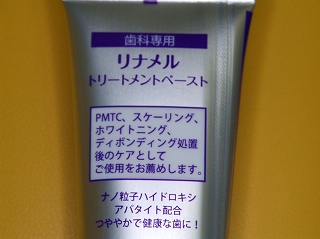 歯科専用
リナメル
トリートメントペースト
PMTC、スケーリング、
ホワイトニング、
ディボンディング処置
後のケアとして
ご使用をお薦めします。
ナノ粒子ハイドロキシ
アパタイト配合
つややかで健康な歯に！